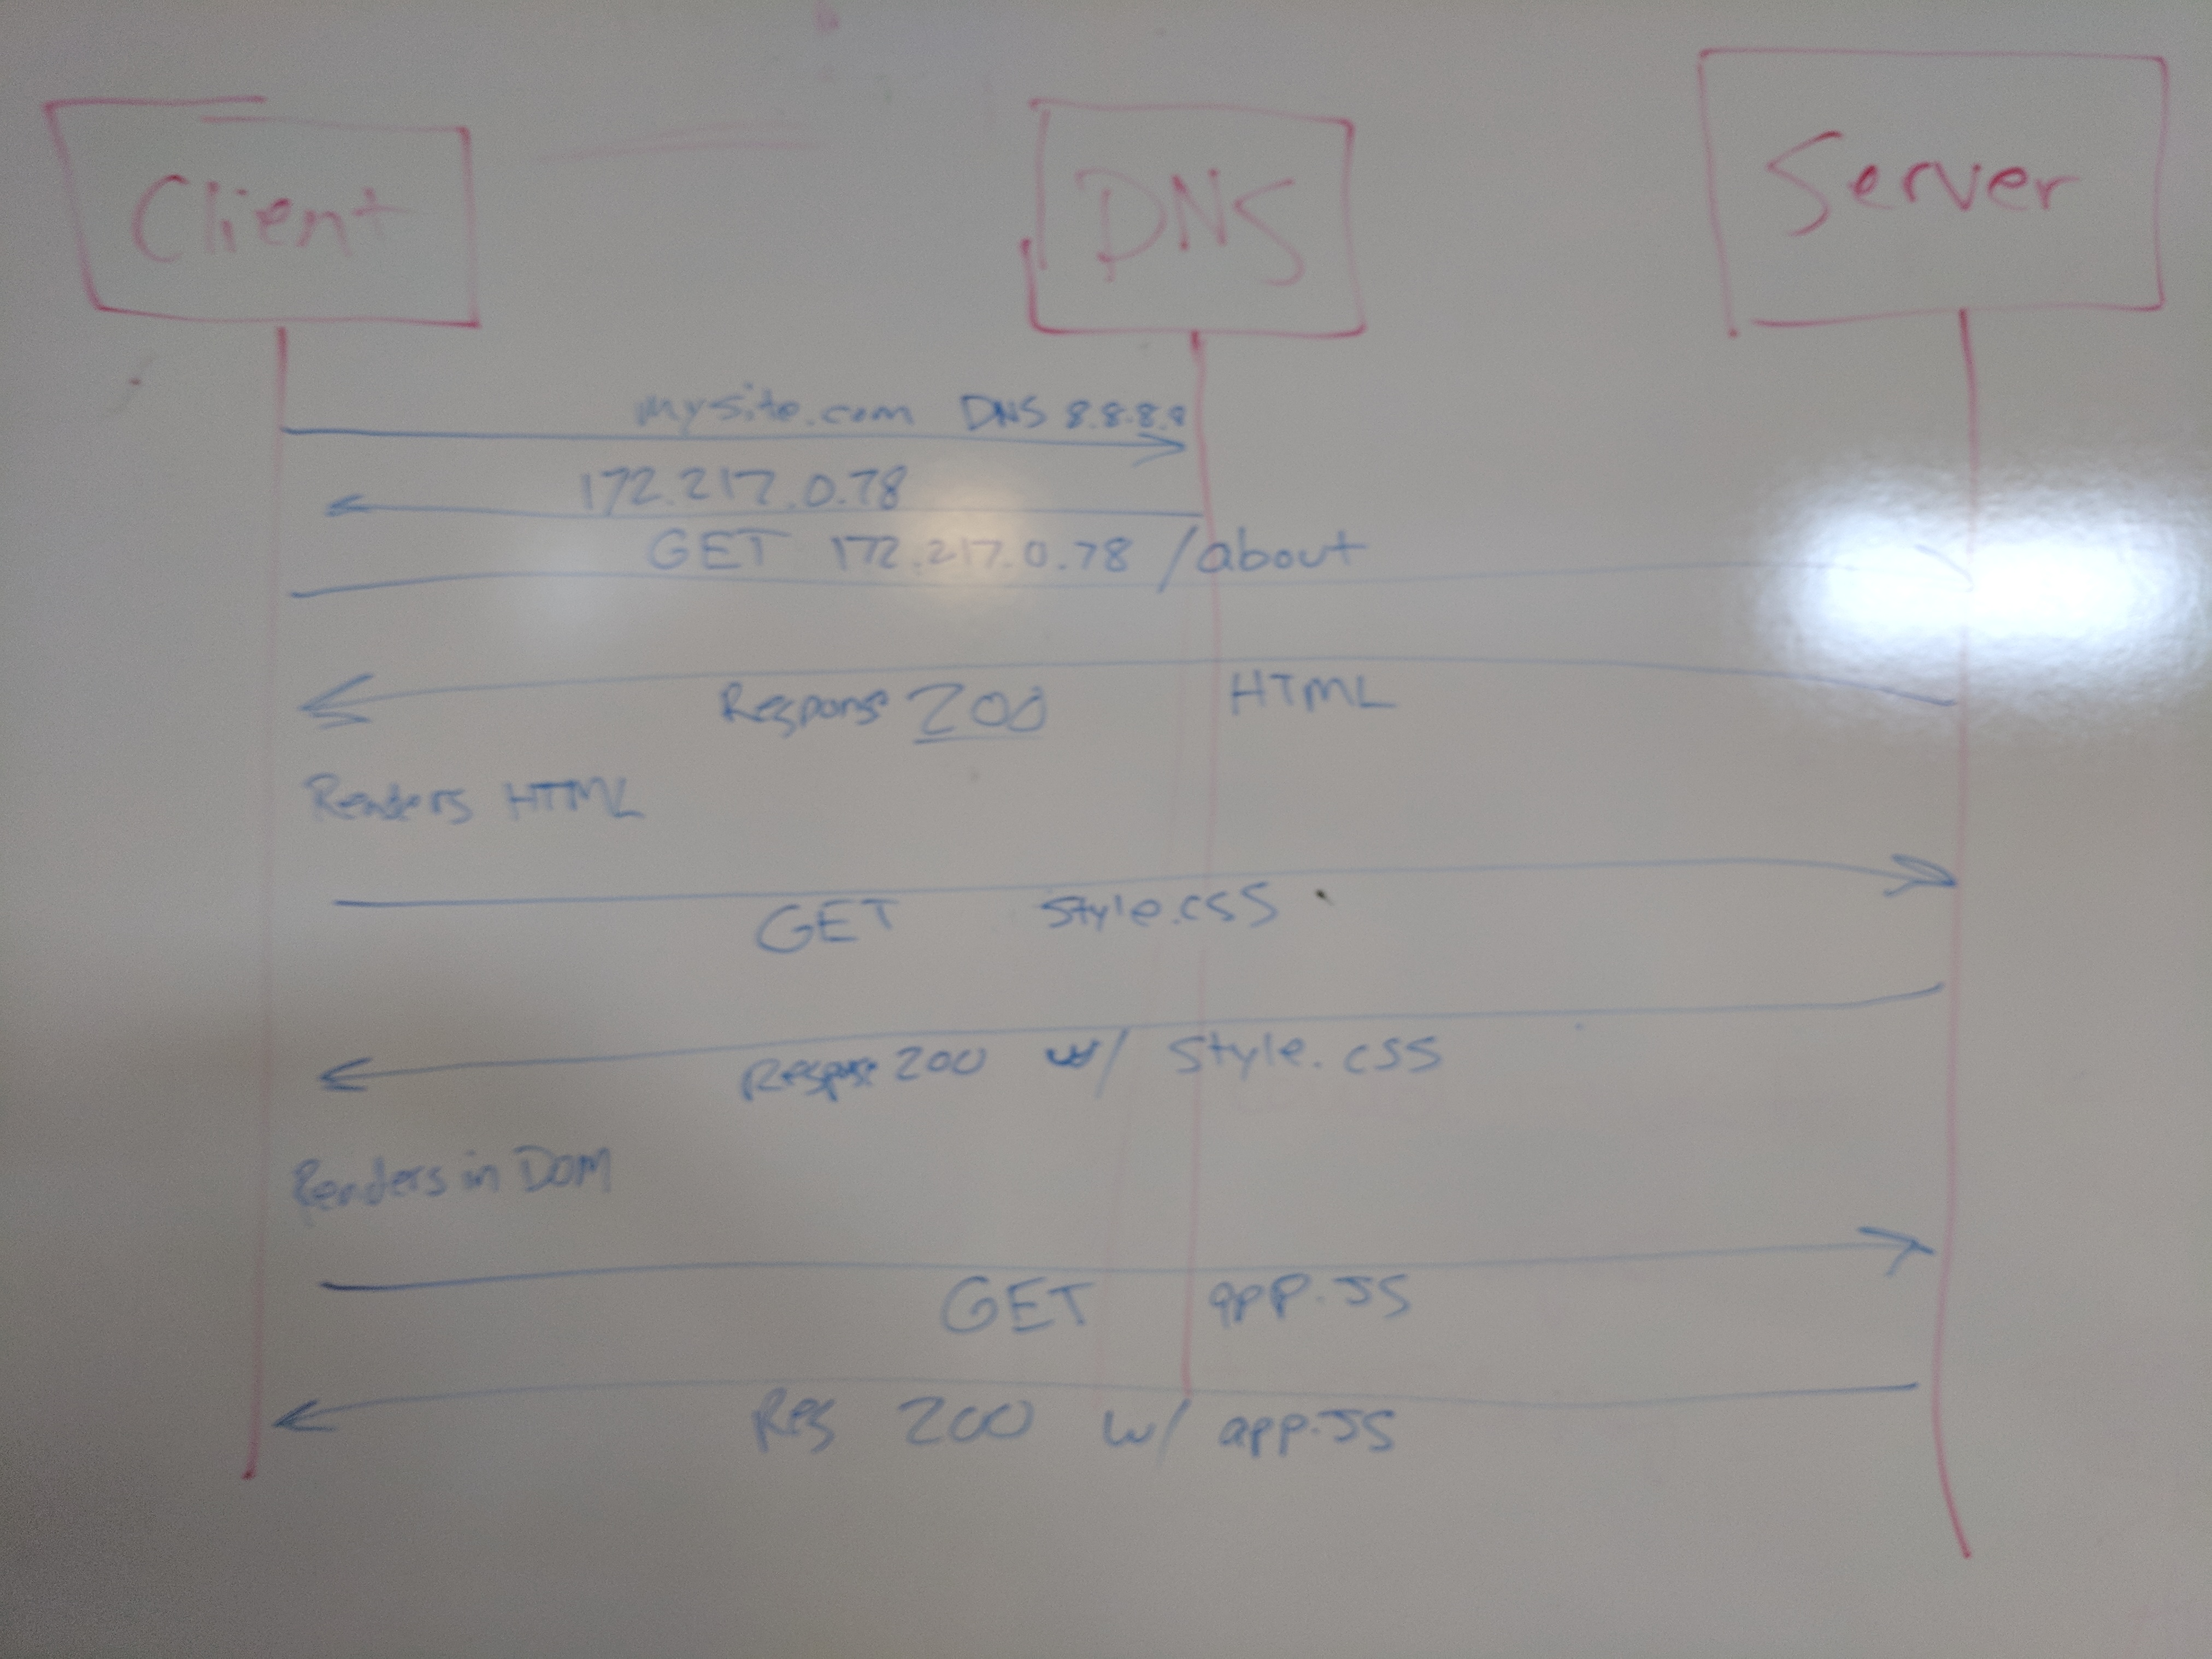 Client DNS Server
mysite.com DNS 8.8.8.8
172.217.0.78
GET 172.217.0.78 /about
Response 200 HTML
Renders HTML
GET Style.css
Response 200 w/ Style.css
Renders in DOM
GET app.JS
Res 200 w/ app.JS